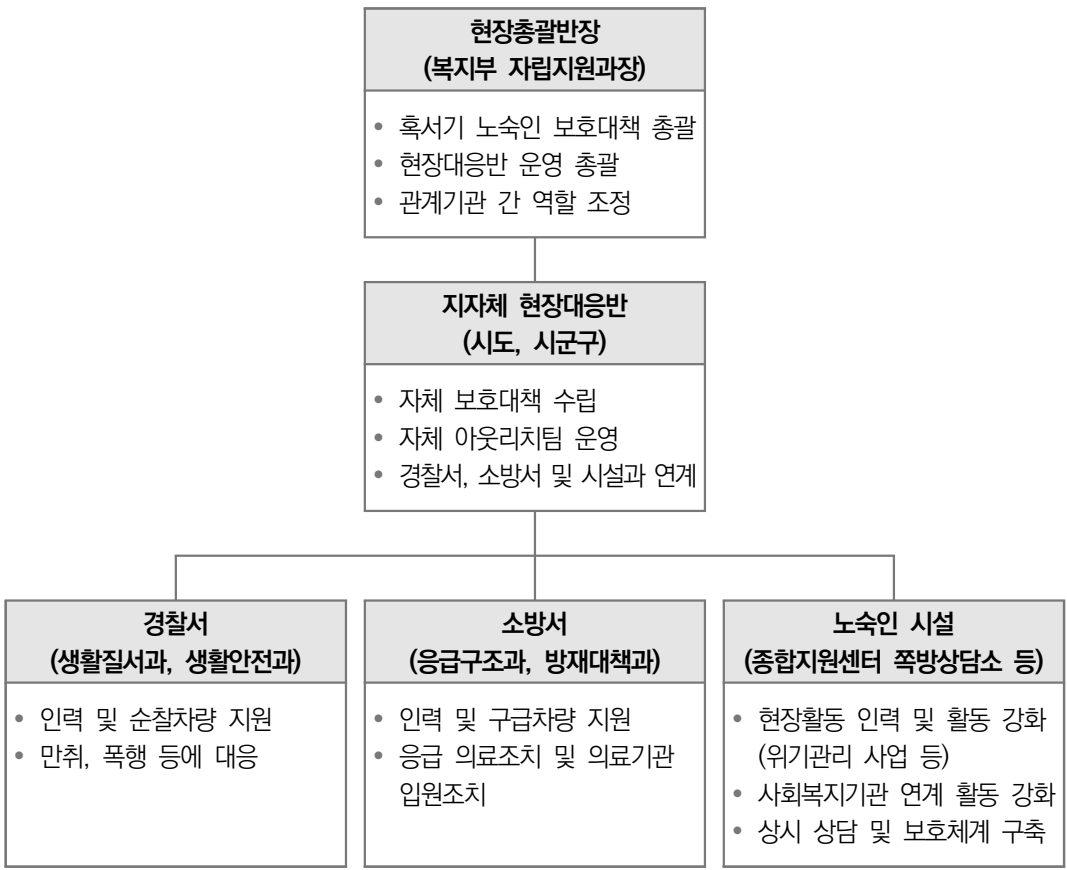 현장총괄반장
(복지부 자립지원과장)
• 혹서기 노숙인 보호대책 총괄
• 현장대응반 운영 총괄
• 관계기관 간 역할 조정
지자체 현장대응반
(시도, 시군구)
• 자체 보호대책 수립
• 자체 아웃리치팀 운영
• 경찰서, 소방서 및 시설과 연계
경찰서
(생활질서과, 생활안전과)
• 인력 및 순찰차량 지원
• 만취, 폭행 등에 대응
소방서
(응급구조과, 방재대책과)
• 인력 및 구급차량 지원
• 응급 의료조치 및 의료기관
입원조치
노숙인 시설
(종합지원센터 쪽방상담소 등)
• 현장활동 인력 및 활동 강화
(위기관리 사업 등)
• 사회복지기관 연계 활동 강화
• 상시 상담 및 보호체계 구축